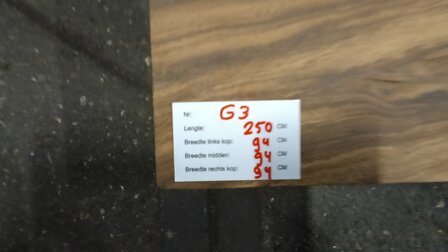 Nr: G3
Lengte: 250 CM
Breedte links kop: 94 CM
Breedte midden: 94 CM
Breedte rechts kop: 94 CM